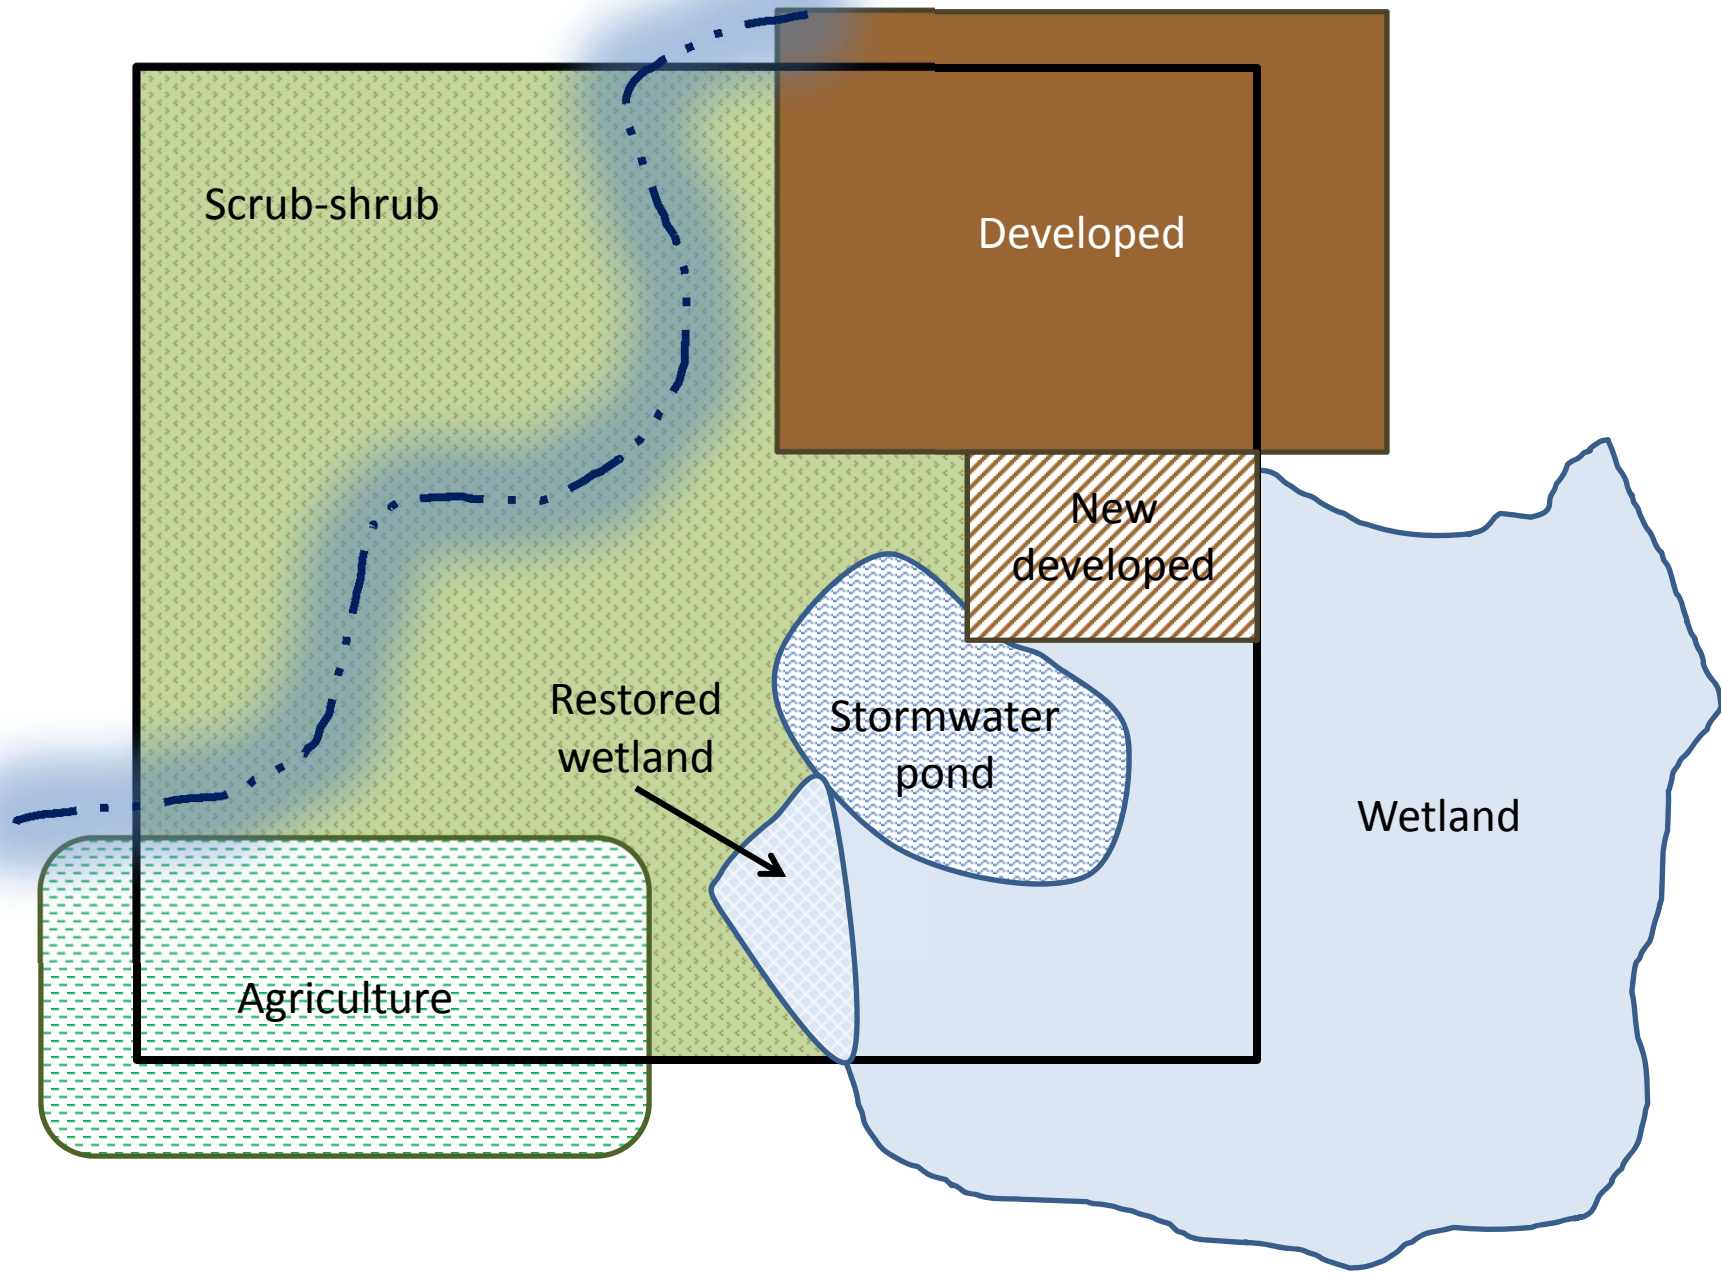 Scrub-shrub
Developed
New
developed
Restored
wetland
Stormwater
pond
Wetland
Agriculture